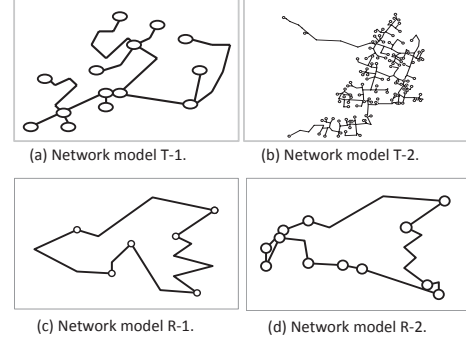 (a) Network model T-1.
(b) Network model T-2.
(c) Network model R-1.
(d) Network model R-2.